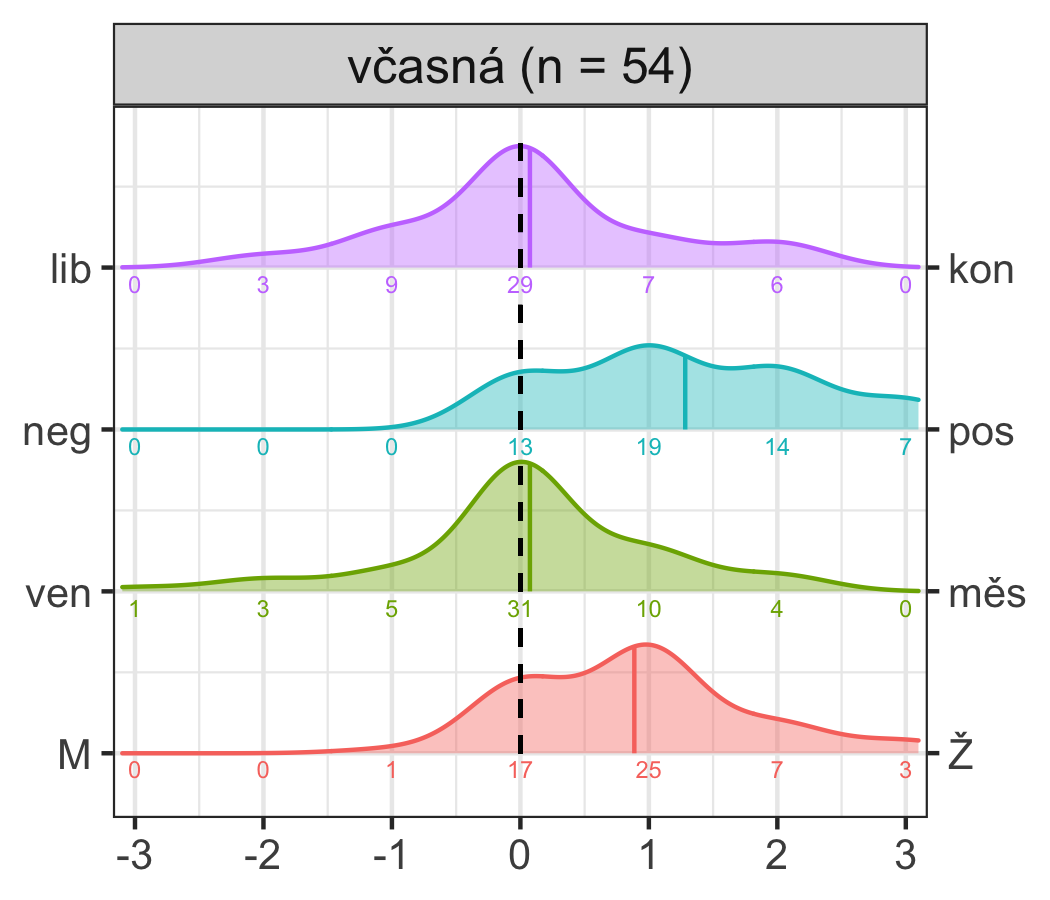 včasná (n = 54)
lib kon
0 3 9 29 7 6 0
neg pos
0 0 0 13 19 14 7
ven měs
1 3 5 31 10 4 0
M Ž
0 0 1 17 25 7 3
-3 -2 -1 0 1 2 3